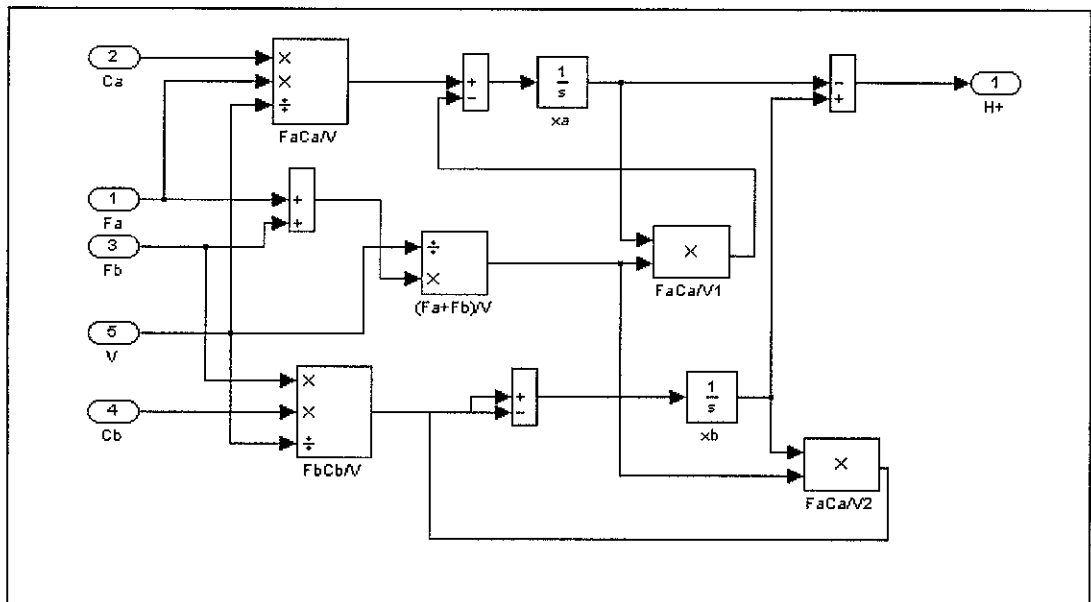 2
Ca
×
×
÷
FaCa/V
+
-
1
s
xa
-
+
1
H+
1
Fa
3
Fb
+
+
÷
×
(Fa+Fb)/V
×
FaCa/V1
5
V
4
Cb
×
×
÷
FbCb/V
+
-
1
s
xb
×
FaCa/V2